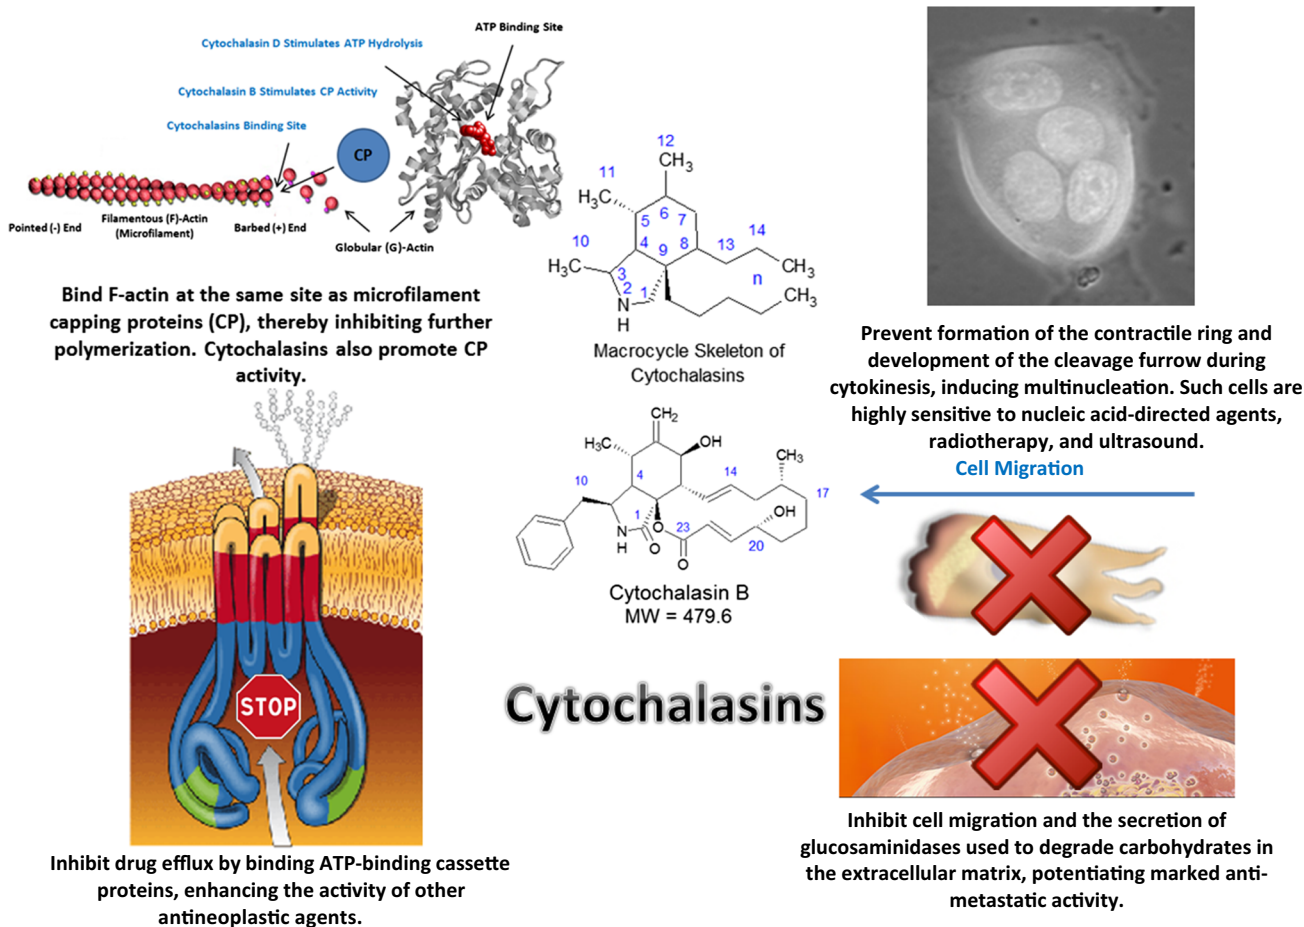 ATP Binding Site
Cytochalasin D Stimulates ATP Hydrolysis
Cytochalasin B Stimulates CP Activity
Cytochalasins Binding Site
CP
Pointed (-) End
Filamentous (F)-Actin
(Microfilament)
Barbed (+) End
Globular (G)-Actin
Bind F-actin at the same site as microfilament
capping proteins (CP), thereby inhibiting further
polymerization. Cytochalasins also promote CP
activity.
12
CH3
11
H3C
6
5
7
10
4
8
14
9
13
H3C
3
CH3
n
2
1
CH3
N
H
Macrocycle Skeleton of
Cytochalasins
CH2
H3C
OH
CH3
4
14
10
17
1
OH
23
O
N
H
O
20
O
Cytochalasin B
MW = 479.6
Prevent formation of the contractile ring and
development of the cleavage furrow during
cytokinesis, inducing multinucleation. Such cells are
highly sensitive to nucleic acid-directed agents,
radiotherapy, and ultrasound.
Cell Migration
STOP
Cytochalasins
Inhibit drug efflux by binding ATP-binding cassette
proteins, enhancing the activity of other
antineoplastic agents.
Inhibit cell migration and the secretion of
glucosaminidases used to degrade carbohydrates in
the extracellular matrix, potentiating marked anti-
metastatic activity.